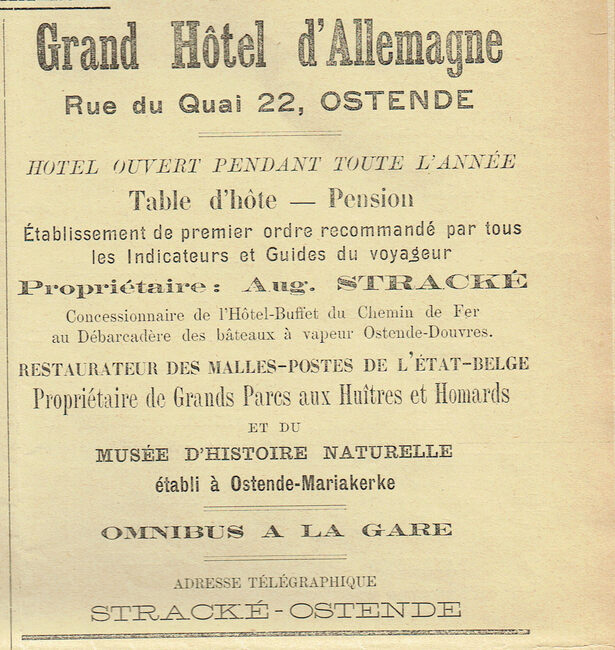 Grand Hôtel d'Allemagne
Rue du Quai 22, OSTENDE
HOTEL OUVERT PENDANT TOUTE L'ANNÉE
Table d'hôte — Pension
Établissement de premier ordre recommandé par tous
les Indicateurs et Guides du voyageur
Propriétaire: Aug. STRACKÉ
Concessionnaire de l'Hôtel-Buffet du Chemin de Fer
au Débarcadère des bâteaux à vapeur Ostende-Douvres.
RESTAURATEUR DES MALLES-POSTES DE L'ÉTAT-BELGE
Propriétaire de Grands Parcs aux Huîtres et Homards
ET DU
MUSÉE D'HISTOIRE NATURELLE
établi à Ostende-Mariakerke
OMNIBUS A LA GARE
ADRESSE TÉLÉGRAPHIQUE
STRACKÉ-OSTENDE